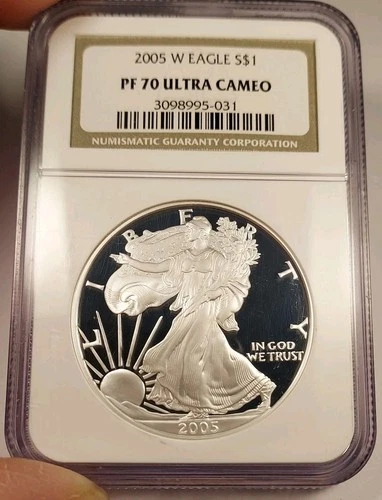 2005 W EAGLE S$1
PF 70 ULTRA CAMEO
3098995-031
NUMISMATIC GUARANTY CORPORATION
LIBERTY
IN GOD
WE TRUST
2005